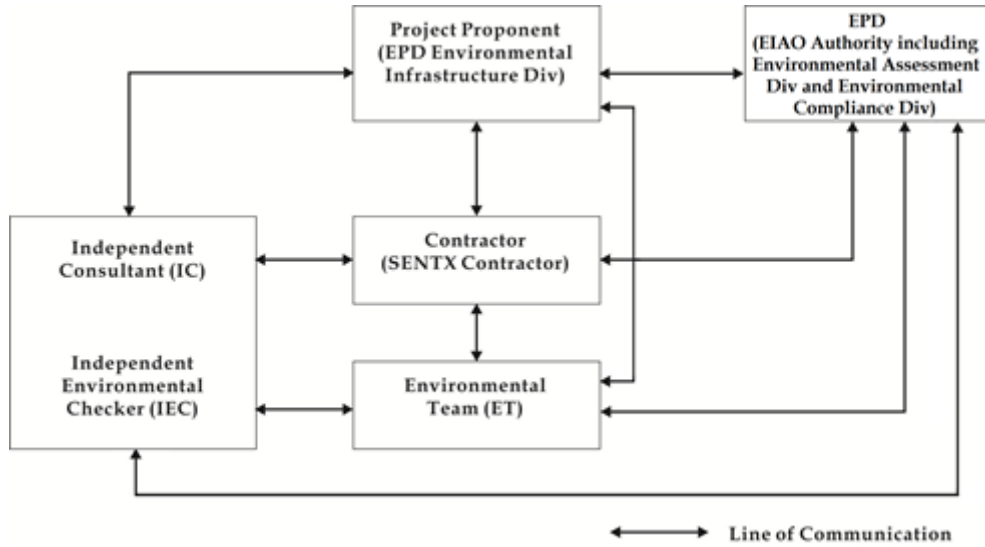 Project Proponent
(EPD Environmental
Infrastructure Div)
EPD
(EIAO Authority including
Environmental Assessment
Div and Environmental
Compliance Div)
Independent
Consultant (IC)
Contractor
(SENTX Contractor)
Independent
Environmental
Checker (IEC)
Environmental
Team (ET)
Line of Communication